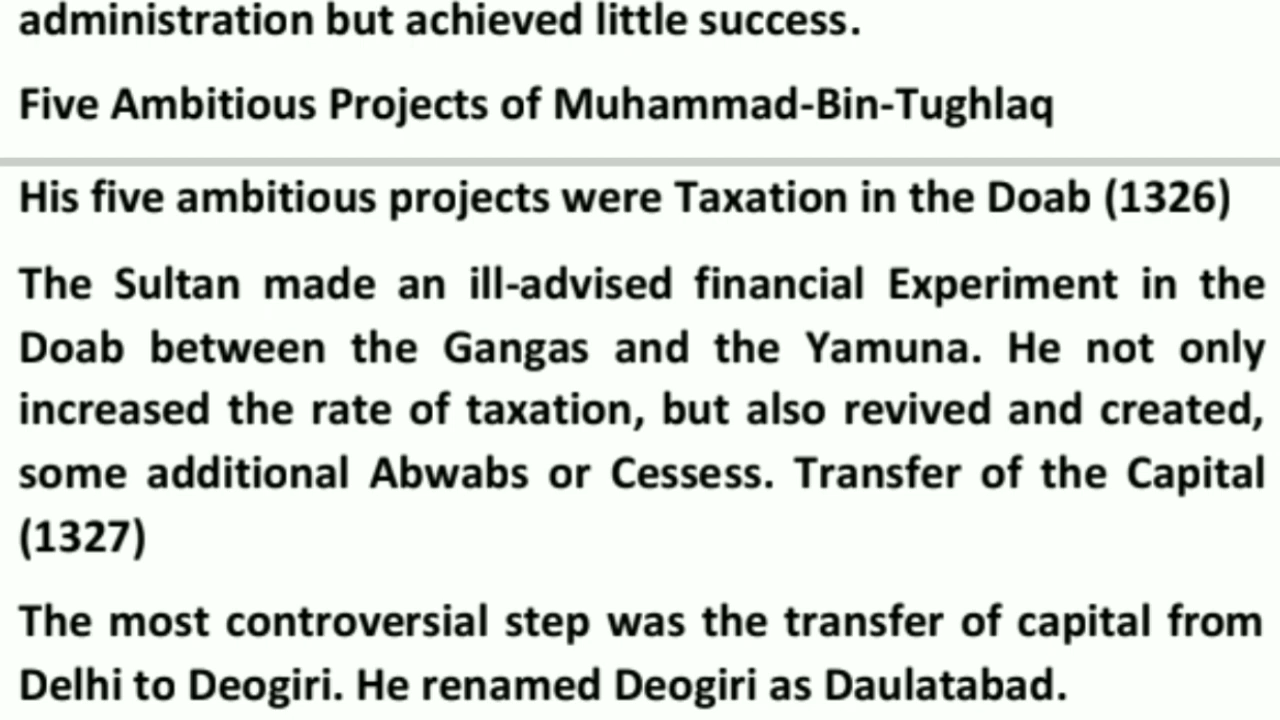 administration but achieved little success.
Five Ambitious Projects of Muhammad-Bin-Tughlaq
His five ambitious projects were Taxation in the Doab (1326)
The Sultan made an ill-advised financial Experiment in the
Doab between the Gangas and the Yamuna. He not only
increased the rate of taxation, but also revived and created,
some additional Abwabs or Cessess. Transfer of the Capital
(1327)
The most controversial step was the transfer of capital from
Delhi to Deogiri. He renamed Deogiri as Daulatabad.